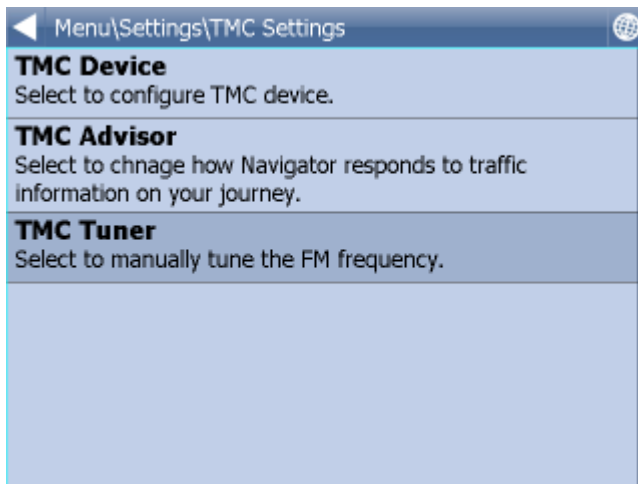 Menu\Settings\TMC Settings
TMC Device
Select to configure TMC device.
TMC Advisor
Select to chnage how Navigator responds to traffic
information on your journey.
TMC Tuner
Select to manually tune the FM frequency.